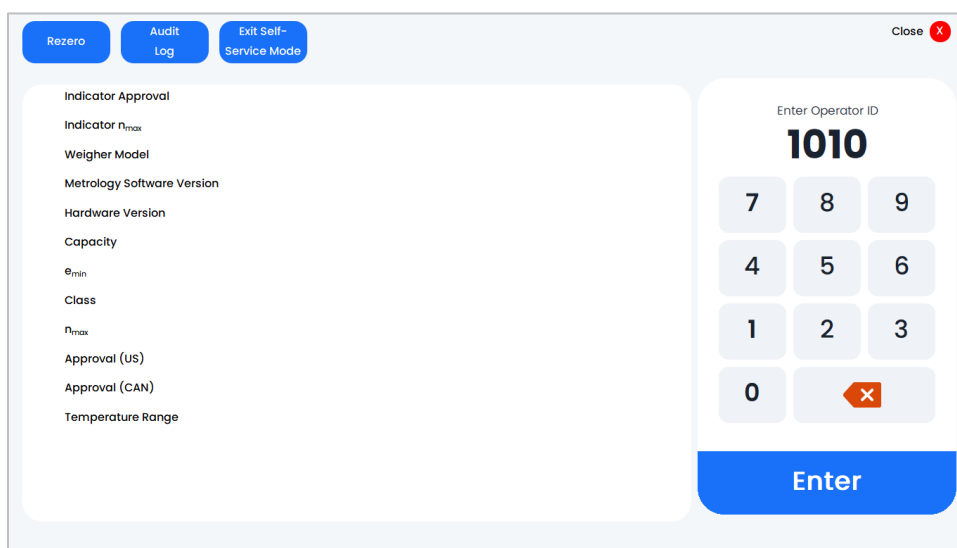 Rezero
Audit
Log
Exit Self-
Service Mode
Close X
Indicator Approval
Indicator nmax
Weigher Model
Metrology Software Version
Hardware Version
Capacity
emin
Class
nmax
Approval (US)
Approval (CAN)
Temperature Range
Enter Operator ID
1010
7 8 9
4 5 6
1 2 3
0
Enter